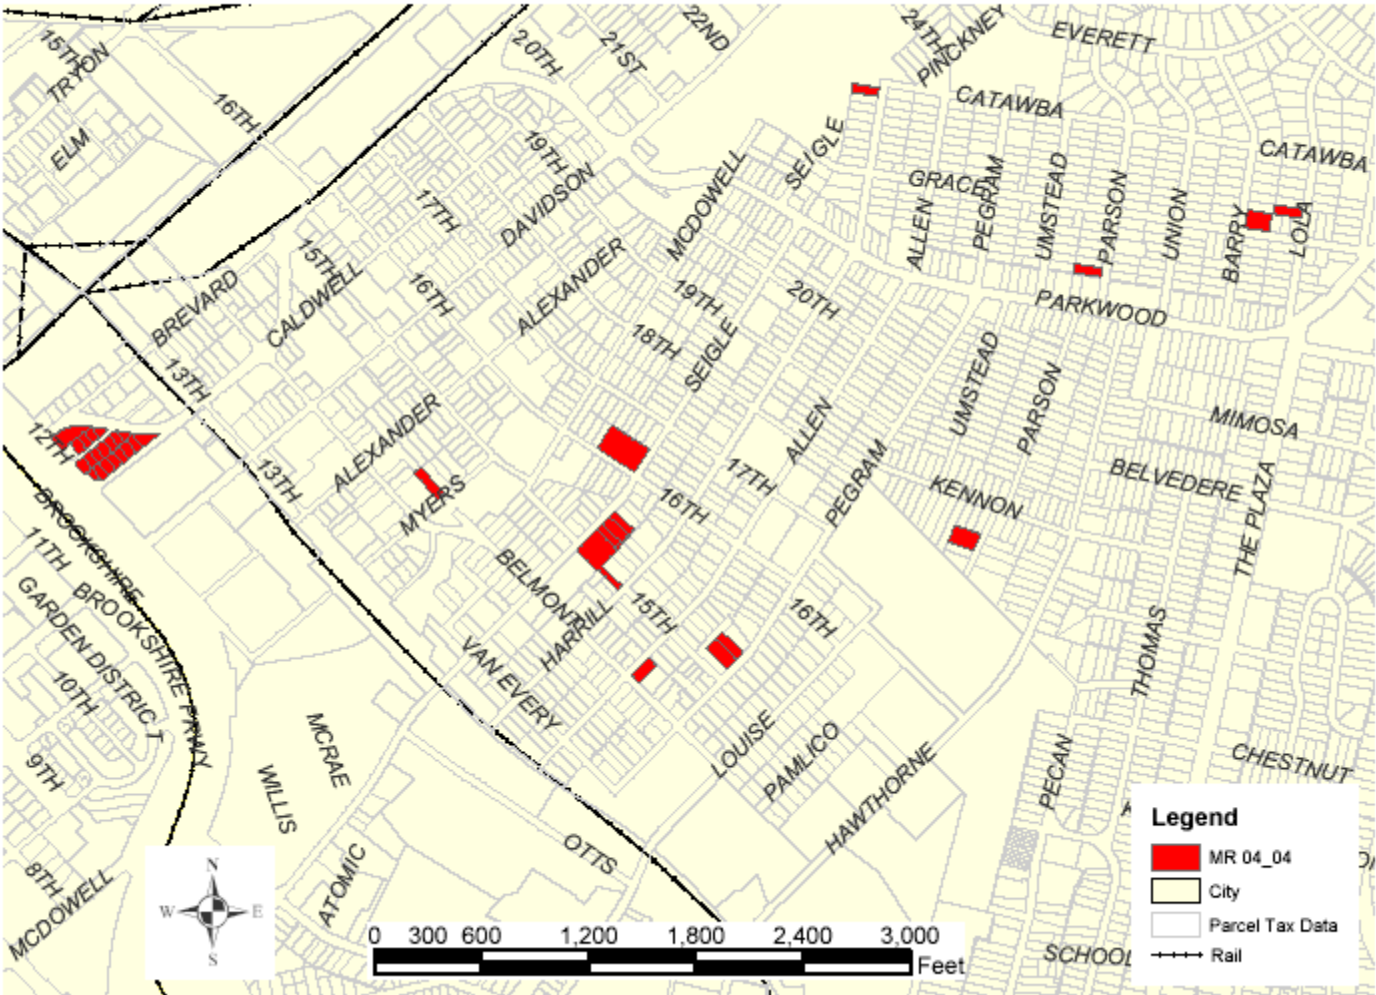 15TH
TRYON
ELM
16TH
20TH
21ST
22ND
24TH
PINCKNEY
EVERETT
CATAWBA
CATAWBA
19TH
DAVIDSON
17TH
MCDOWELL
SEIGLE
GRACE
PEGRAM
ALLEN
UMSTEAD
PARSON
UNION
BARRY
LOLA
15TH
BREVARD
CALDWELL
16TH
ALEXANDER
19TH
20TH
18TH
SEIGLE
PARKWOOD
13TH
12TH
13TH
ALEXANDER
MYERS
ALLEN
PEGRAM
17TH
16TH
UMSTEAD
PARSON
MIMOSA
BELVEDERE
KENNON
THE PLAZA
BROOKSHIRE
11TH
BROOKSHIRE PRWY
GARDEN DISTRICT
10TH
9TH
8TH
MCDOWELL
BELMONT
HARRILL
15TH
16TH
VAN EVERY
LOUISE
PAMLICO
HAWTHORNE
THOMAS
PECAN
CHESTNUT
MCRAE
WILLIS
ATOMIC
OTTS
SCHOOL
N
W
E
S
0 300 600 1,200 1,800 2,400 3,000
Feet
Legend
MR 04_04
City
Parcel Tax Data
Rail